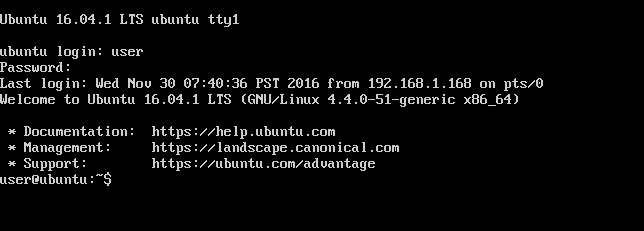 Ubuntu 16.04.1 LTS ubuntu tty1
ubuntu login: user
Password:
Last login: Wed Nov 30 07:40:36 PST 2016 from 192.168.1.168 on pts/0
Welcome to Ubuntu 16.04.1 LTS (GNU/Linux 4.4.0-51-generic x86_64)
* Documentation:  https://help.ubuntu.com
* Management:     https://landscape.canonical.com
* Support:        https://ubuntu.com/advantage
user@ubuntu:~$